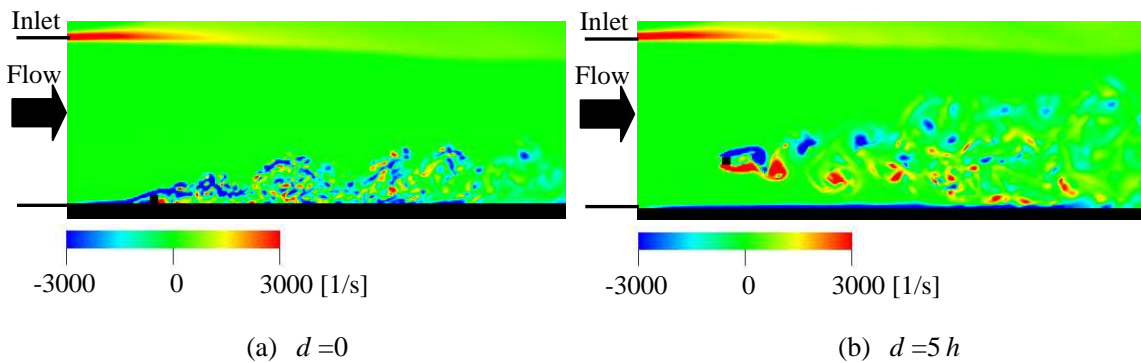 Inlet
Flow
-3000 0 3000 [1/s]
(a) d =0
Inlet
Flow
-3000 0 3000 [1/s]
(b) d =5 h